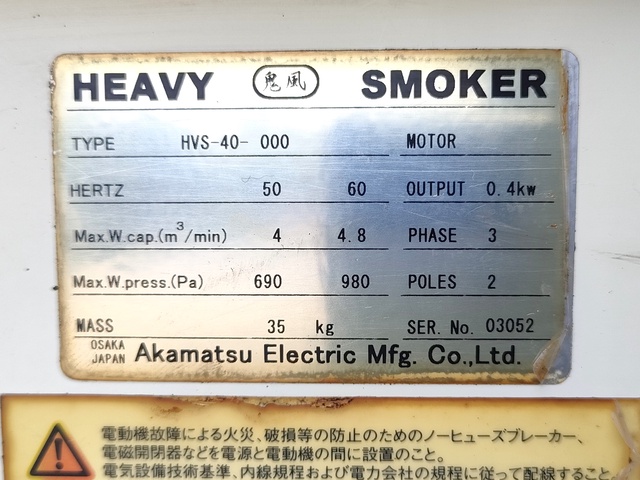 HEAVY 鬼風 SMOKER
TYPE HVS-40- 000 MOTOR
HERTZ 50 60 OUTPUT 0.4kw
Max.W.cap.(m³/min) 4 4.8 PHASE 3
Max.W.press.(Pa) 690 980 POLES 2
MASS 35 kg SER. No. 03052
OSAKA JAPAN Akamatsu Electric Mfg. Co.,Ltd.
電動機故障による火災、破損等の防止のためのノーヒューズブレーカー、
電磁開閉器などを電源と電動機の間に設置のこと。
電気設備技術基準、内線規程および電力会社の規程に従って配線すること。